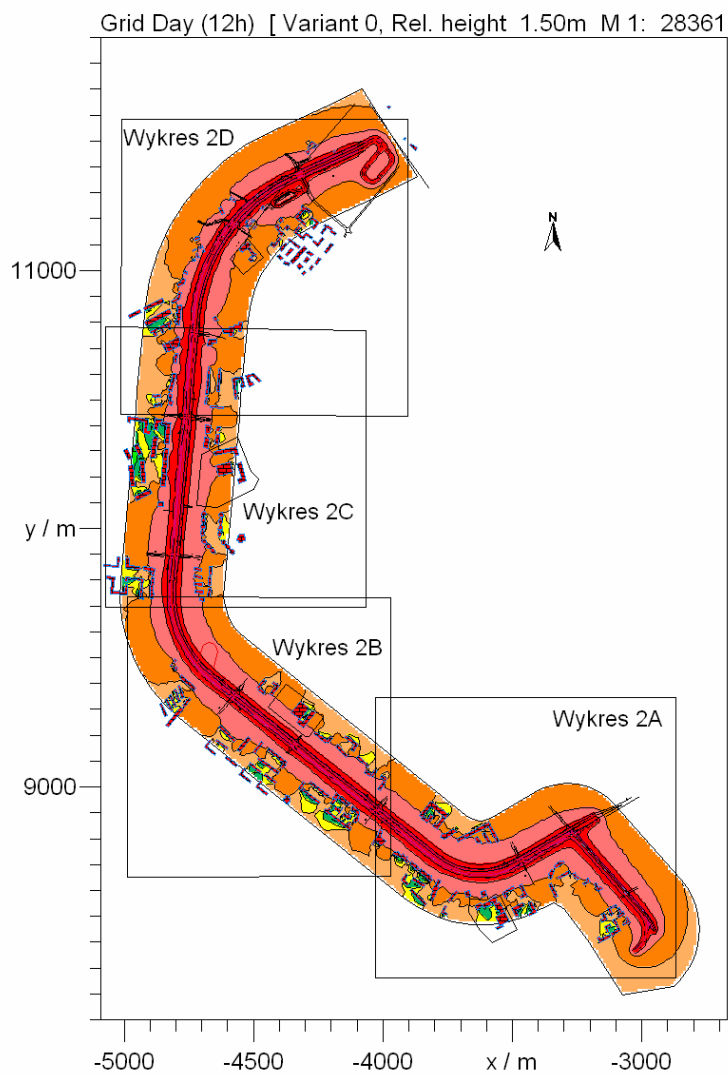 Grid Day (12h) [ Variant 0, Rel. height 1.50m M 1: 28361
Wykres 2D
N
11000
Wykres 2C
y / m
Wykres 2B
Wykres 2A
9000
-5000 -4500 -4000 x / m -3000